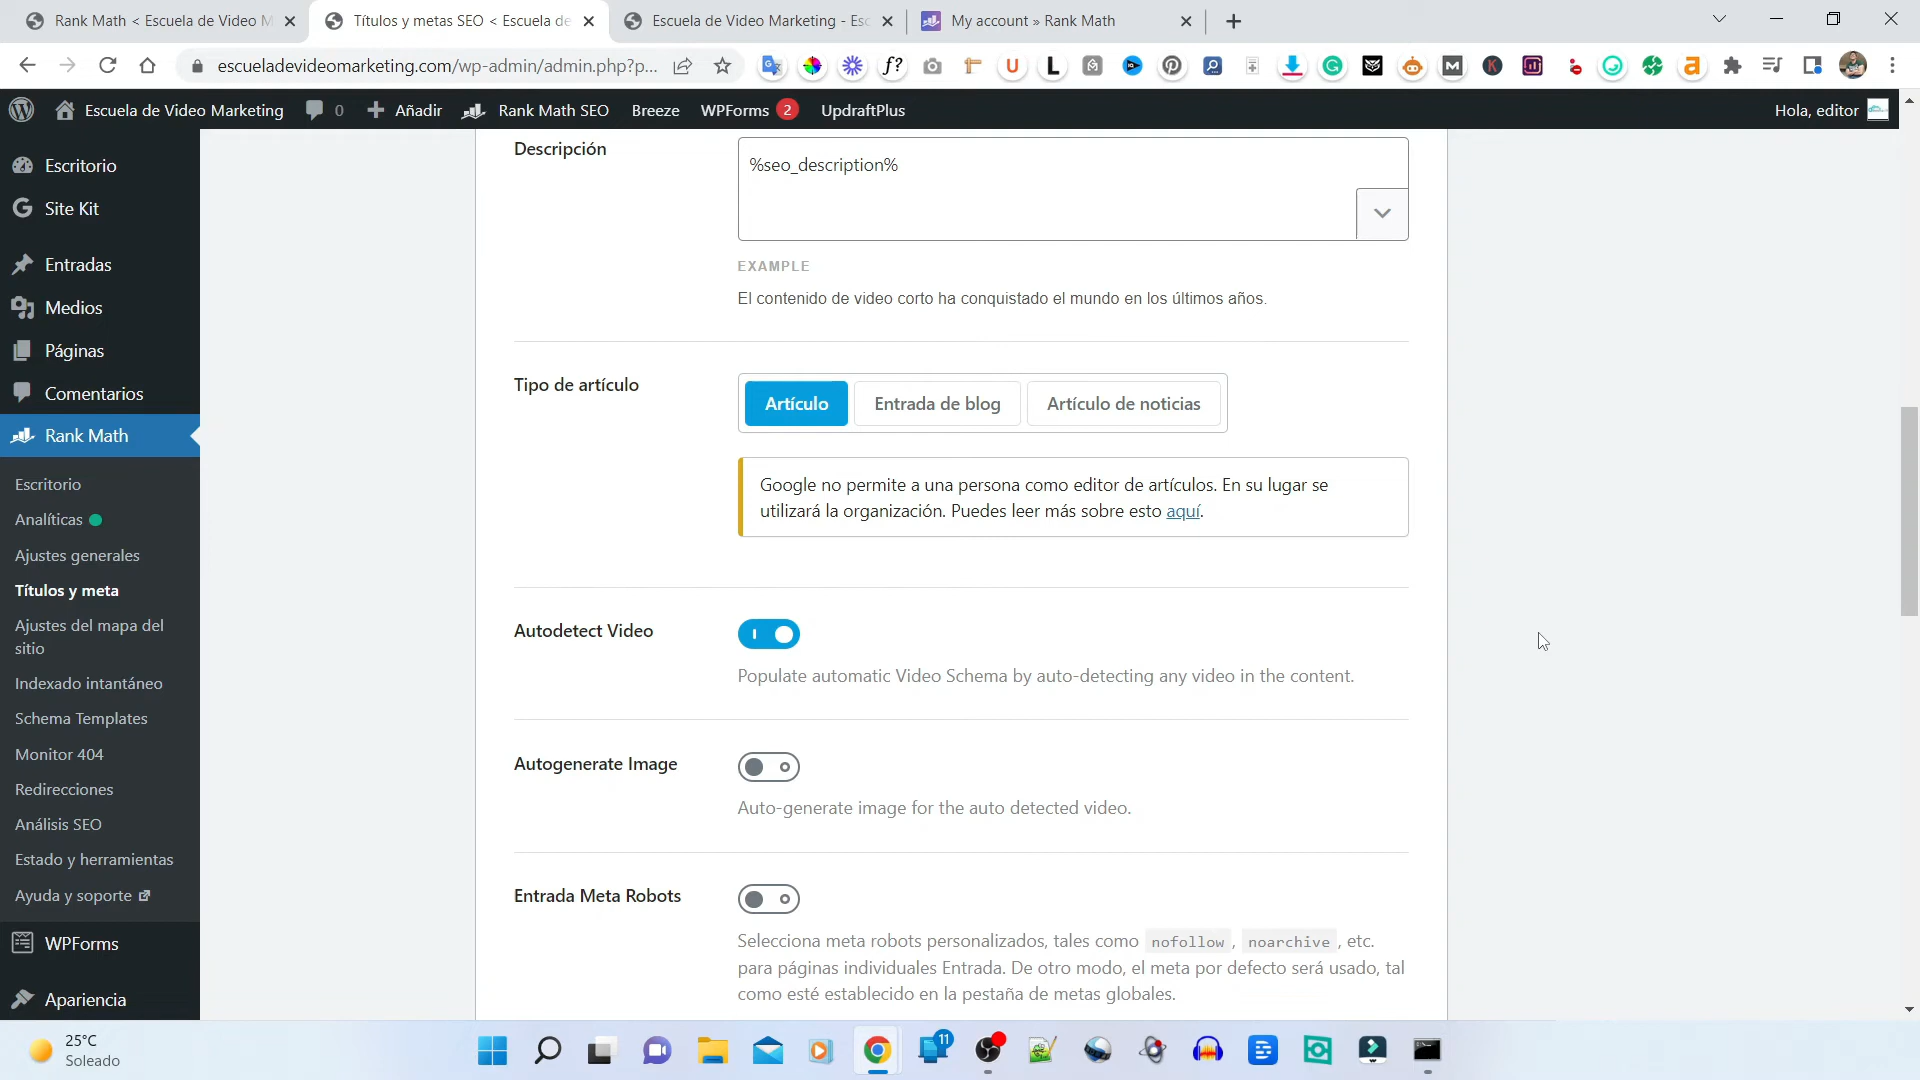 Rank Math < Escuela de Video M
Títulos y metas SEO < Escuela de
Escuela de Video Marketing - Esc
My account » Rank Math
escueladevideomarketing.com/wp-admin/admin.php?p...
Escuela de Video Marketing
0
Añadir
Rank Math SEO
Breeze
WPForms 2
UpdraftPlus
Hola, editor
Escritorio
Site Kit
Entradas
Medios
Páginas
Comentarios
Rank Math
Escritorio
Analíticas
Ajustes generales
Títulos y meta
Ajustes del mapa del
sitio
Indexado intantáneo
Schema Templates
Monitor 404
Redirecciones
Análisis SEO
Estado y herramientas
Ayuda y soporte
WPForms
Apariencia
Descripción
%seo_description%
EXAMPLE
El contenido de video corto ha conquistado el mundo en los últimos años.
Tipo de artículo
Artículo
Entrada de blog
Artículo de noticias
Google no permite a una persona como editor de artículos. En su lugar se
utilizará la organización. Puedes leer más sobre esto aquí.
Autodetect Video
Populate automatic Video Schema by auto-detecting any video in the content.
Autogenerate Image
Auto-generate image for the auto detected video.
Entrada Meta Robots
Selecciona meta robots personalizados, tales como nofollow, noarchive, etc.
para páginas individuales Entrada. De otro modo, el meta por defecto será usado, tal
como esté establecido en la pestaña de metas globales.
25°C
Soleado
11